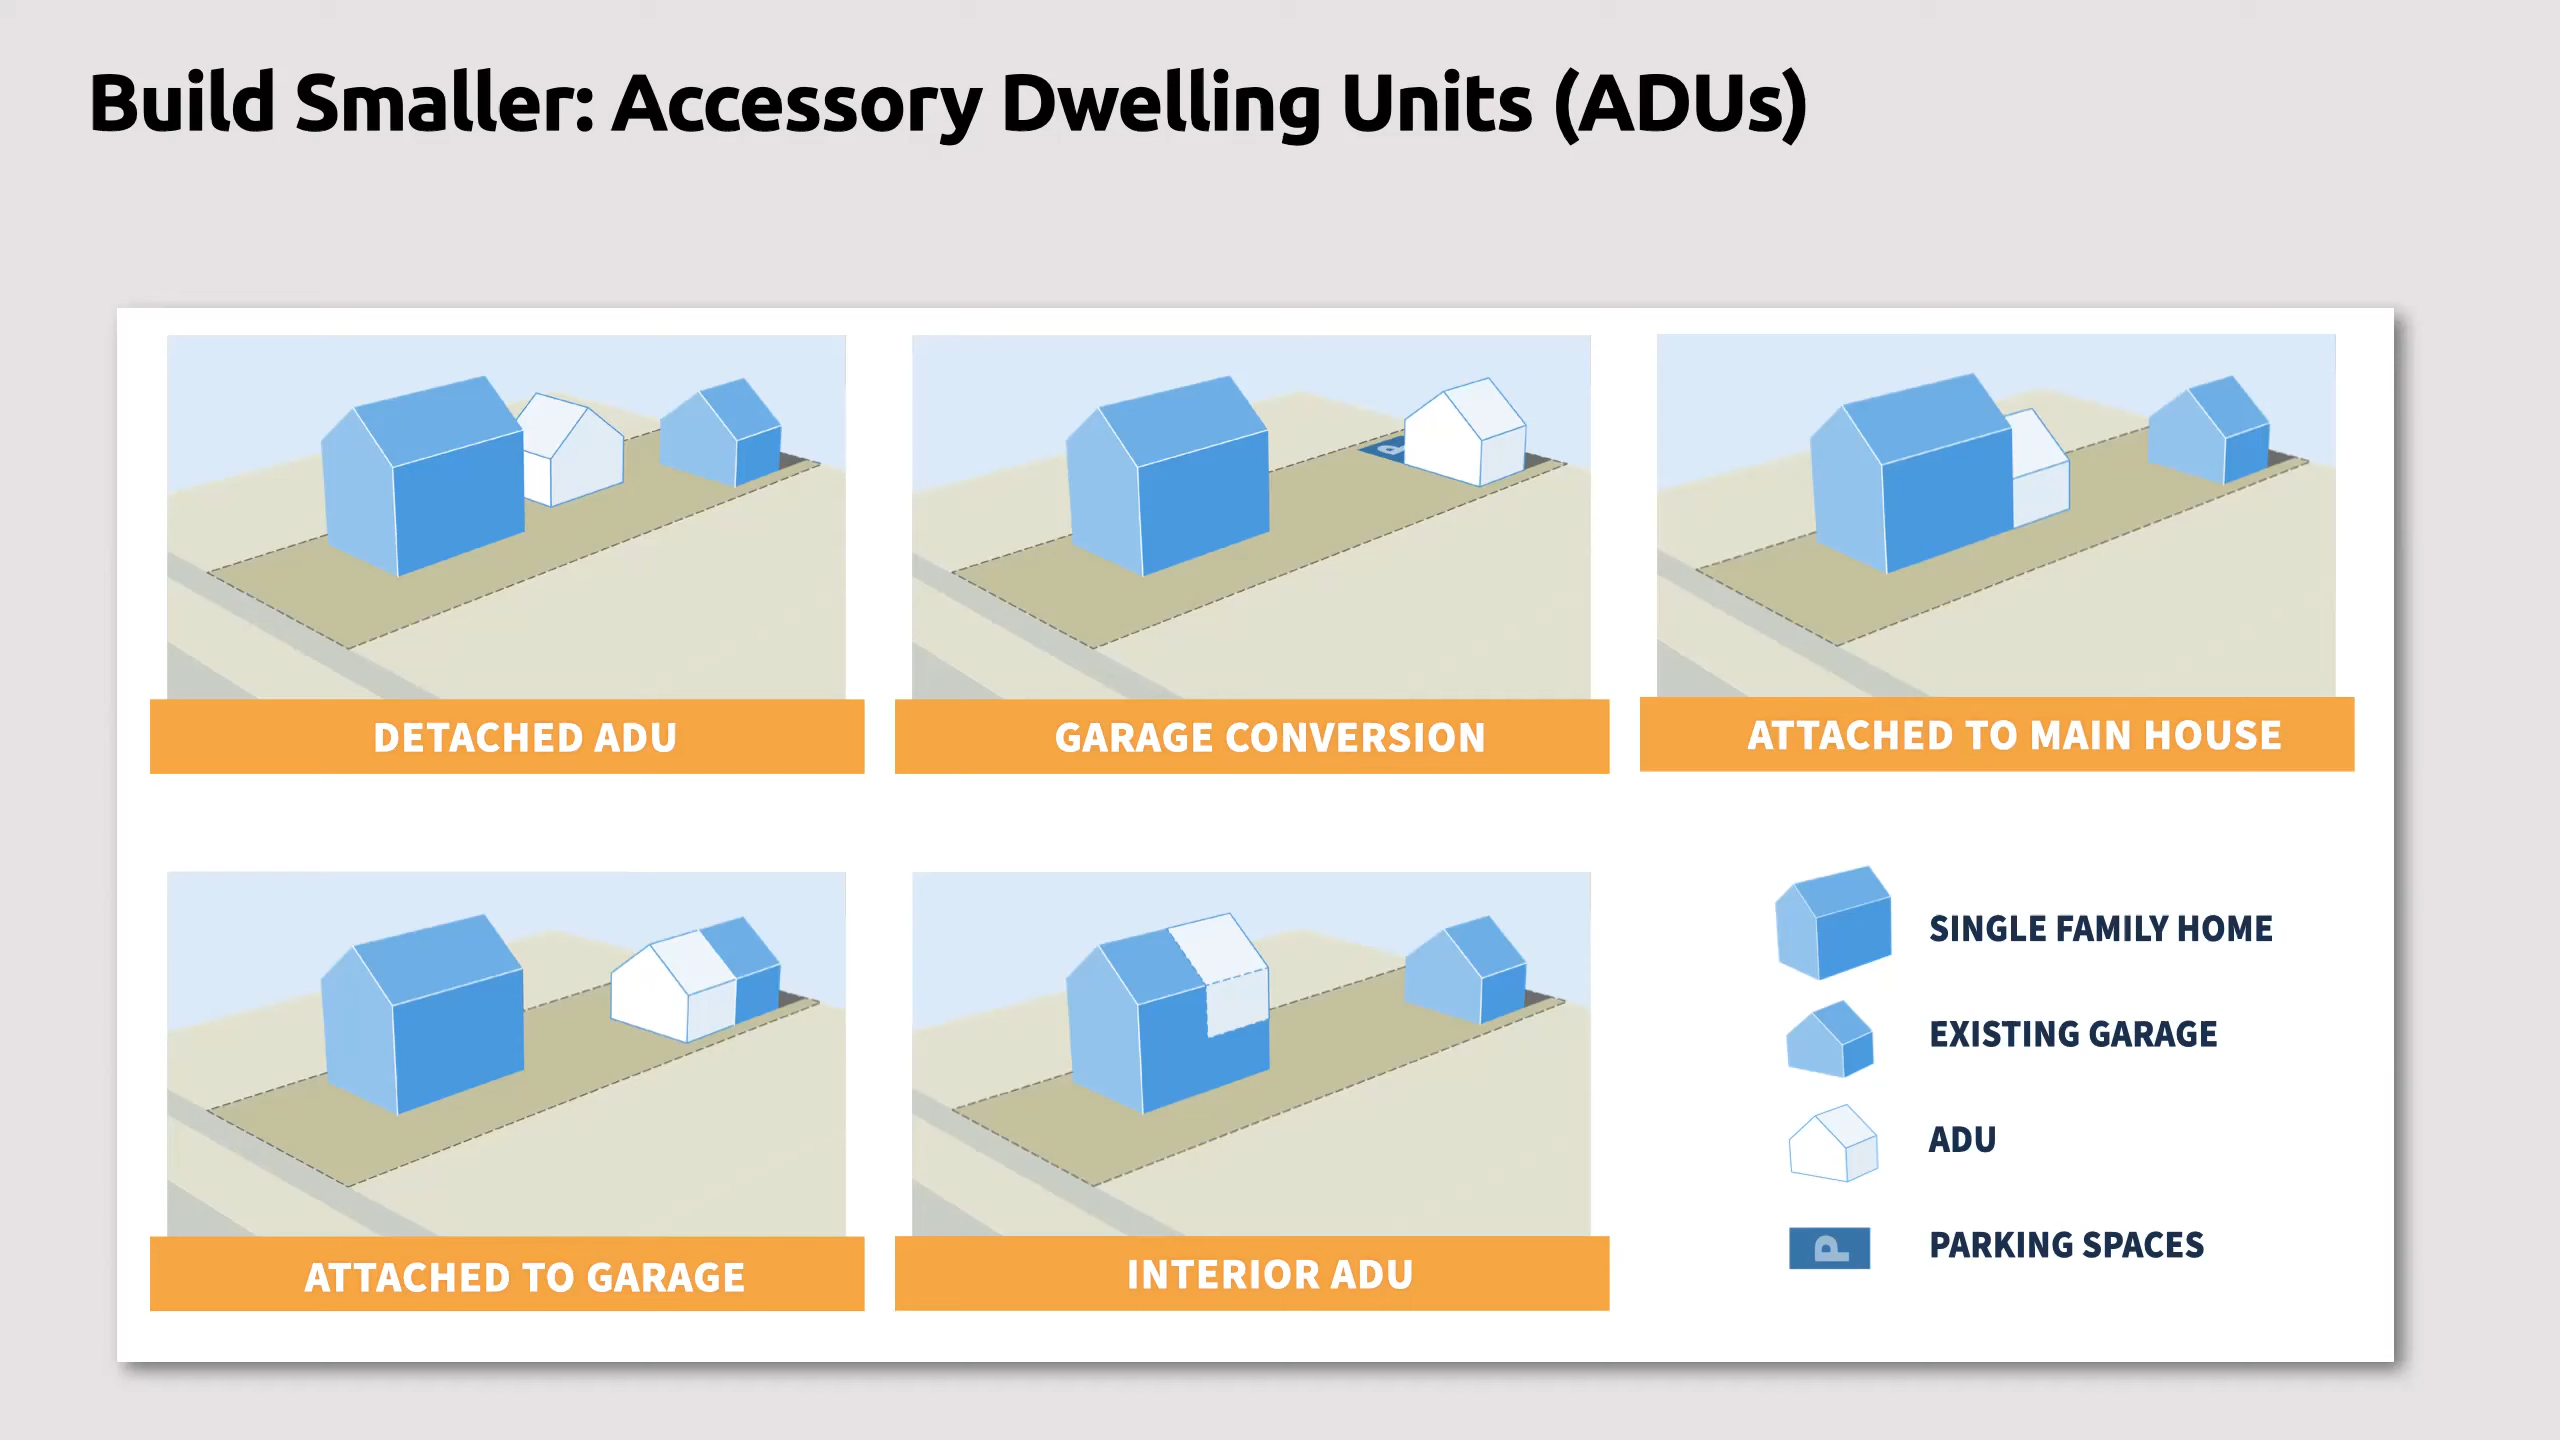 Build Smaller: Accessory Dwelling Units (ADUs)
P
DETACHED ADU
GARAGE CONVERSION
ATTACHED TO MAIN HOUSE
SINGLE FAMILY HOME
EXISTING GARAGE
ADU
P
PARKING SPACES
ATTACHED TO GARAGE
INTERIOR ADU